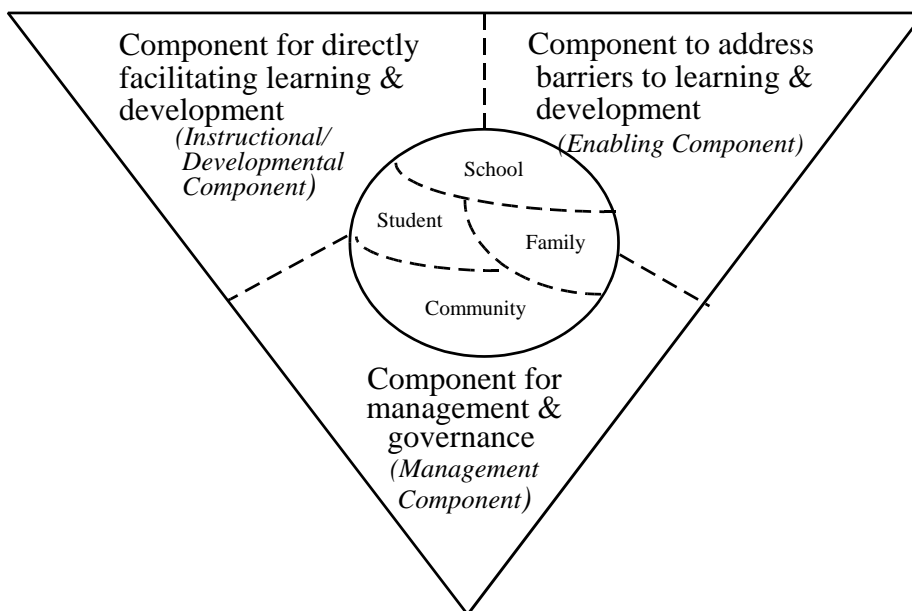 Component for directly
facilitating learning &
development
(Instructional/
Developmental
Component)
Component to address
barriers to learning &
development
(Enabling Component)
School
Student
Family
Community
Component for
management &
governance
(Management
Component)